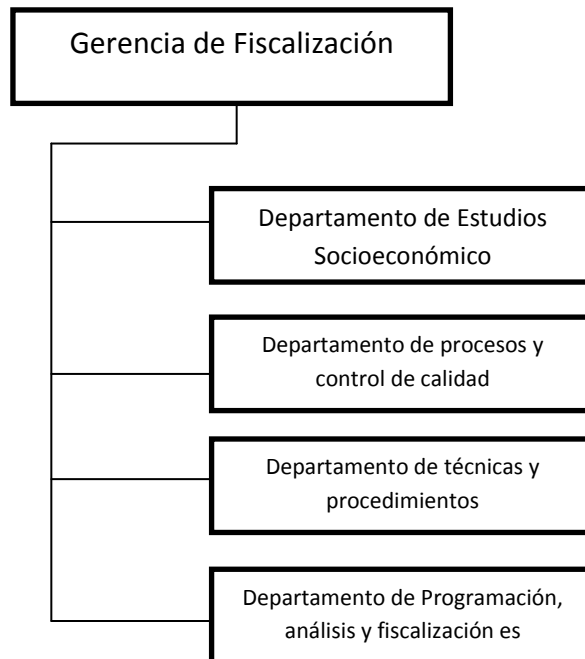 Gerencia de Fiscalización
Departamento de Estudios
Socioeconómico
Departamento de procesos y
control de calidad
Departamento de técnicas y
procedimientos
Departamento de Programación,
análisis y fiscalización es